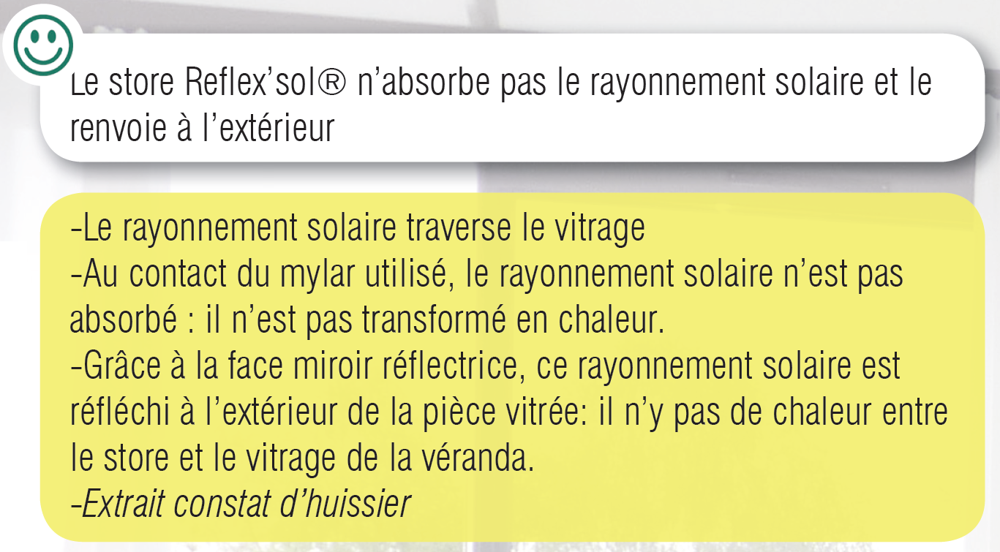 Le store Reflex’sol® n’absorbe pas le rayonnement solaire et le
renvoie à l’extérieur
-Le rayonnement solaire traverse le vitrage
-Au contact du mylar utilisé, le rayonnement solaire n’est pas
absorbé : il n’est pas transformé en chaleur.
-Grâce à la face miroir réflectrice, ce rayonnement solaire est
réfléchi à l’extérieur de la pièce vitrée: il n’y pas de chaleur entre
le store et le vitrage de la véranda.
-Extrait constat d’huissier